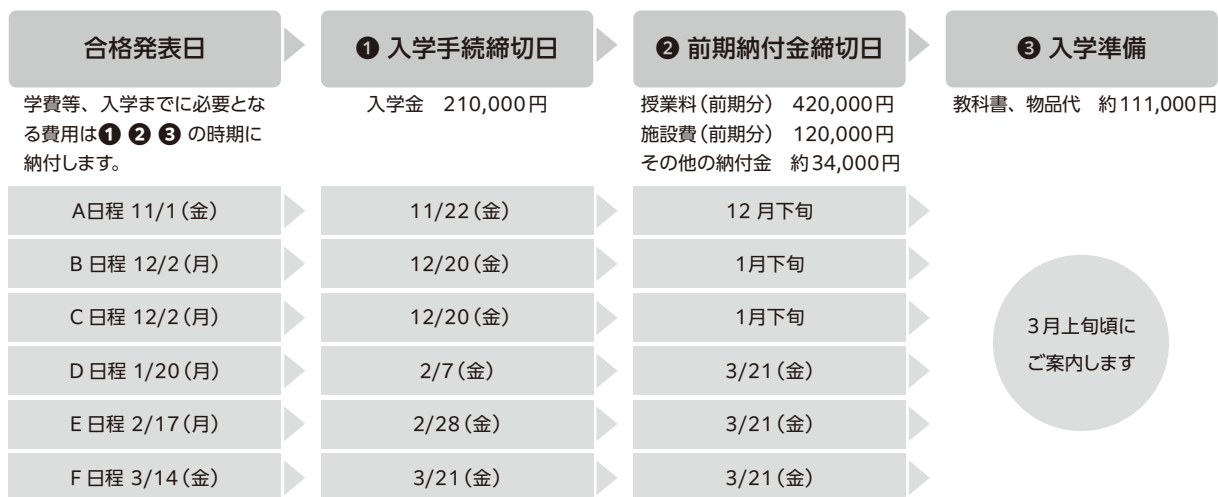 合格発表日
❶ 入学手続締切日
❷ 前期納付金締切日
❸ 入学準備
学費等、入学までに必要とな
る費用は❶ ❷ ❸ の時期に
納付します。
入学金　210,000円
授業料(前期分)　420,000円
施設費(前期分)　120,000円
その他の納付金　約34,000円
教科書、物品代　約111,000円
A日程 11/1(金)
11/22(金)
12 月下旬
B 日程 12/2(月)
12/20(金)
1月下旬
C 日程 12/2(月)
12/20(金)
1月下旬
D 日程 1/20(月)
2/7(金)
3/21(金)
E 日程 2/17(月)
2/28(金)
3/21(金)
F 日程 3/14(金)
3/21(金)
3/21(金)
3月上旬頃に
ご案内します